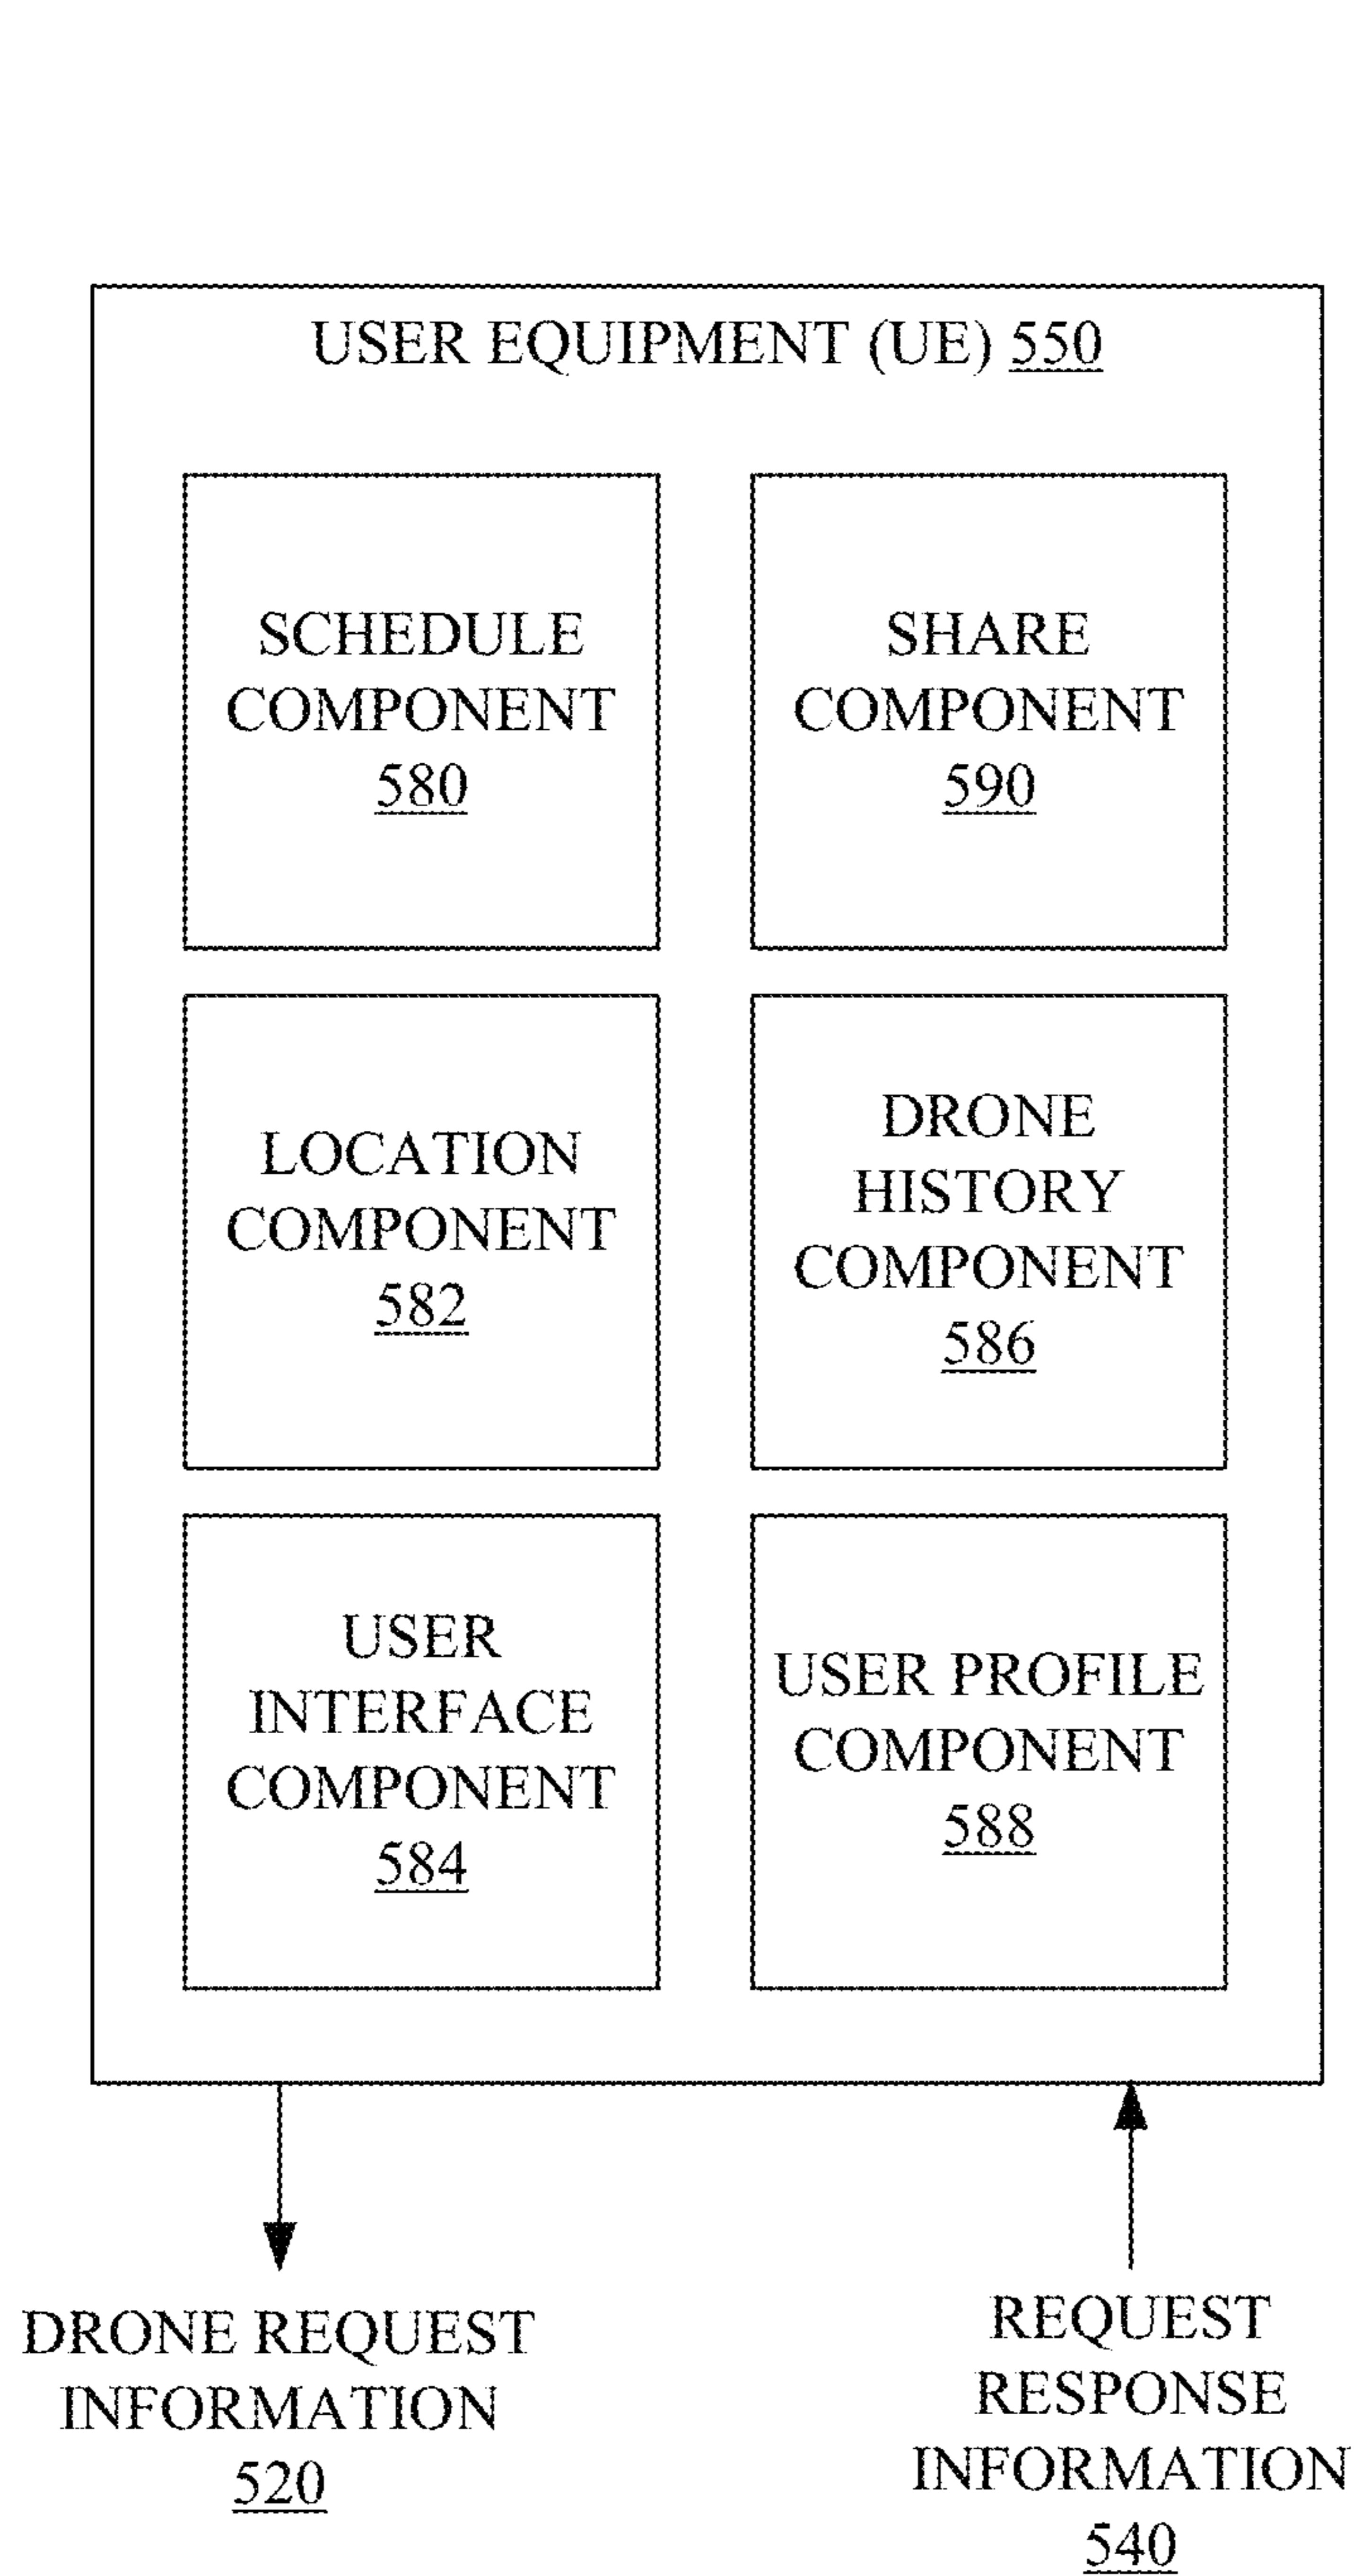 USER EQUIPMENT (UE) 550
SCHEDULE
COMPONENT
580
SHARE
COMPONENT
590
LOCATION
COMPONENT
582
DRONE
HISTORY
COMPONENT
586
USER
INTERFACE
COMPONENT
584
USER PROFILE
COMPONENT
588
DRONE REQUEST
INFORMATION
520
REQUEST
RESPONSE
INFORMATION
540